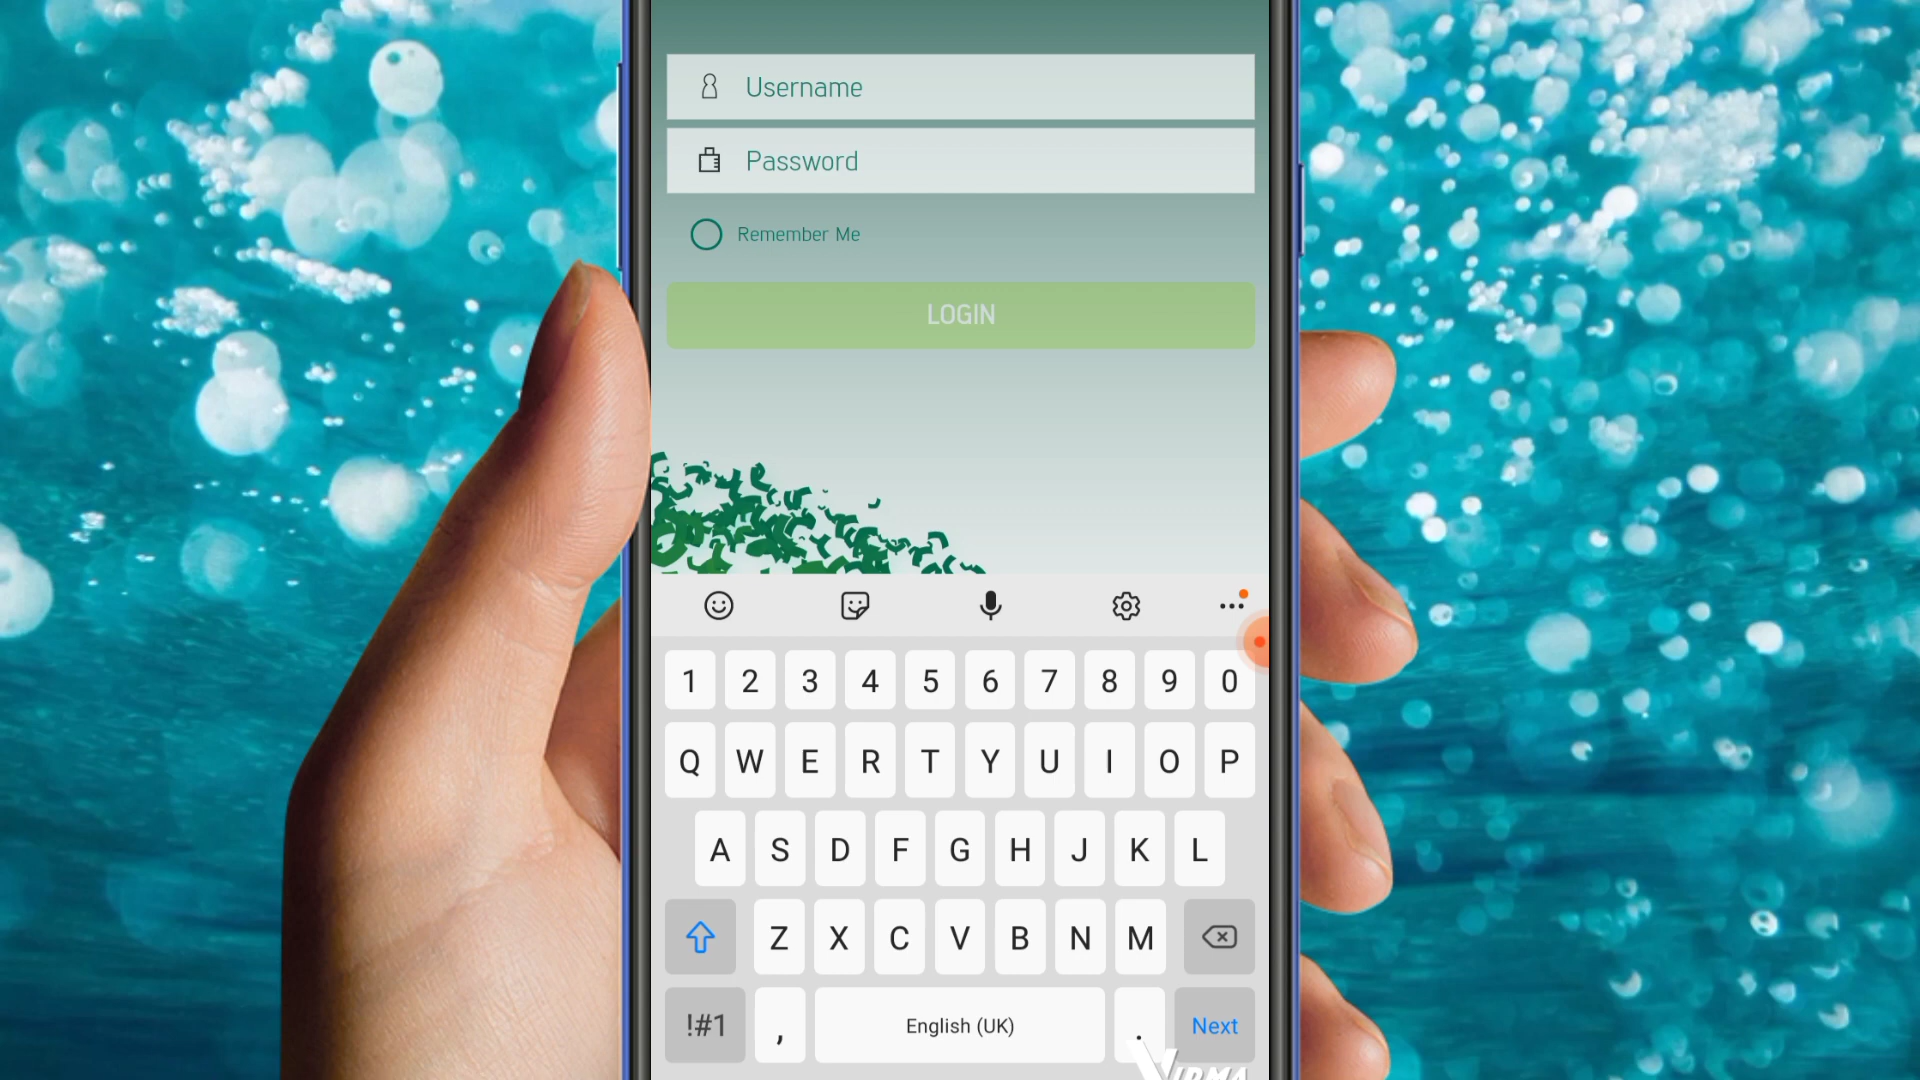 Username
Password
Remember Me
LOGIN
1 2 3 4 5 6 7 8 9 0
Q W E R T Y U I O P
A S D F G H J K L
Z X C V B N M
!#1 , English (UK) . Next
VIDMA